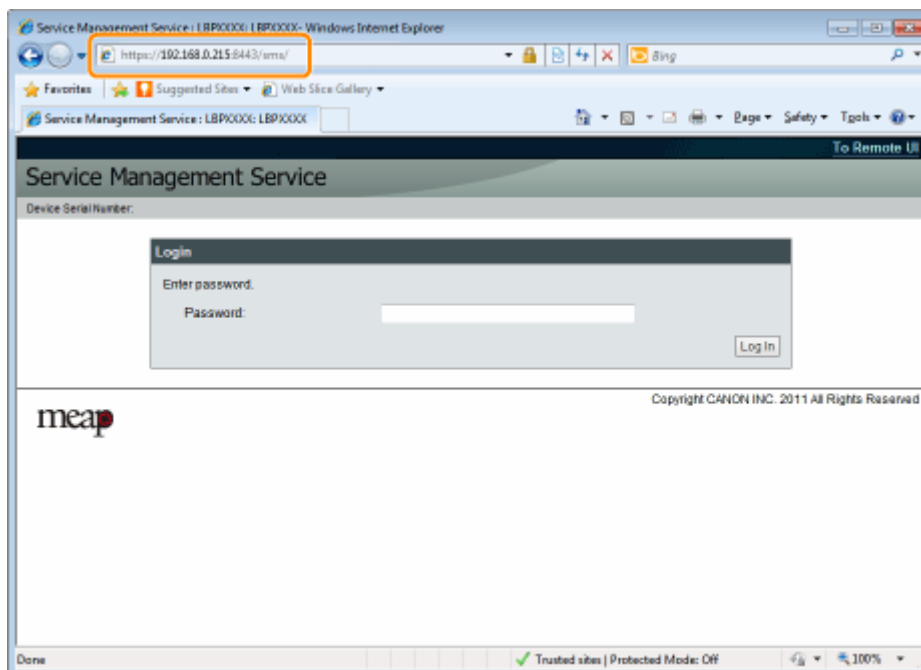 Service Management Service : LBPXXXX: LBPXXXX - Windows Internet Explorer
https://192.168.0.215:8443/sms/
Bing
Favorites Suggested Sites Web Slice Gallery
Service Management Service : LBPXXXX: LBPXXXX
Page Safety Tools
To Remote UI
Service Management Service
Device Serial Number:
Login
Enter password.
Password:
Log In
Copyright CANON INC. 2011 All Rights Reserved
meap
Done
Trusted sites | Protected Mode: Off
100%